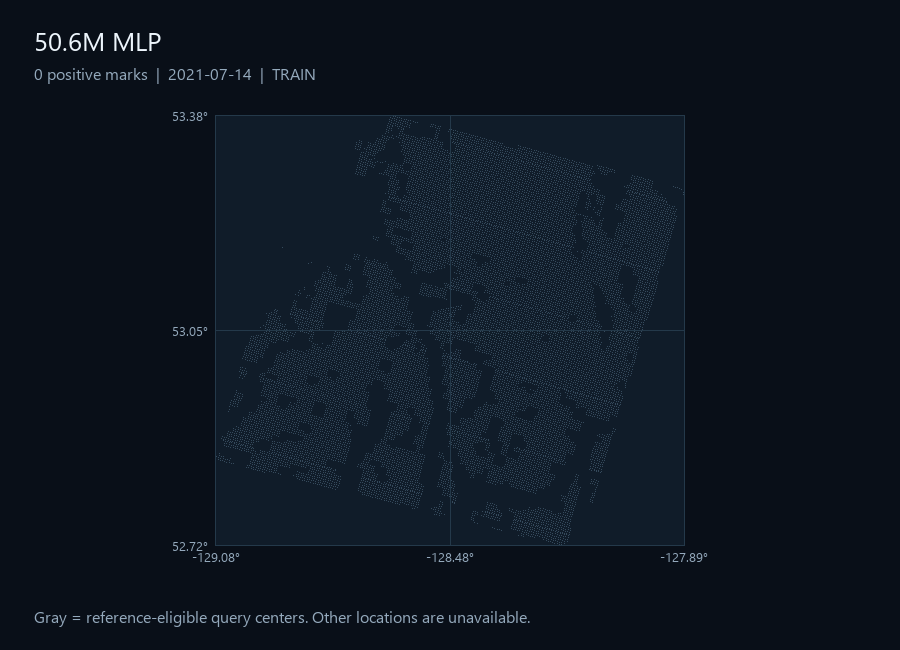 50.6M MLP
0 positive marks | 2021-07-14 | TRAIN
53.38°
53.05°
52.72°
-129.08°
-128.48°
-127.89°
Gray = reference-eligible query centers. Other locations are unavailable.